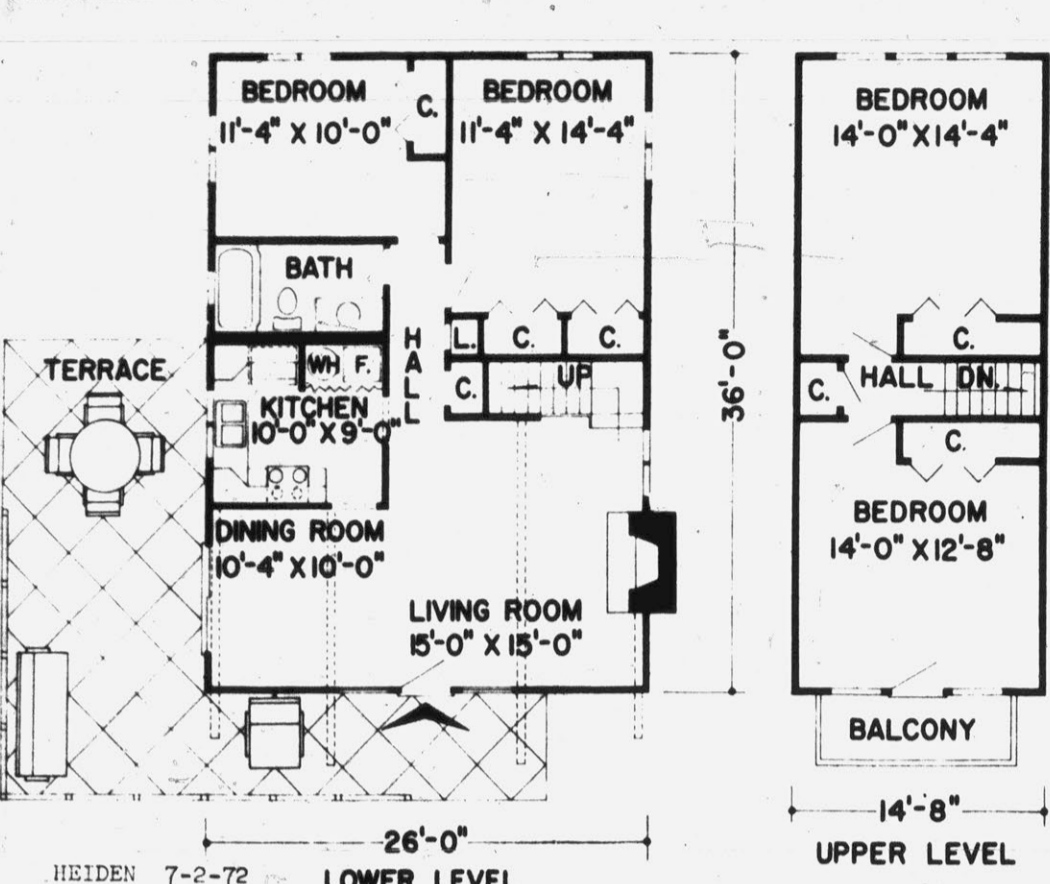 BEDROOM
11'-4" X 10'-0"
C.
BEDROOM
11'-4" X 14'-4"
BATH
HALL
L.
C.
C.
C.
UP
WH
F.
TERRACE
KITCHEN
10'-0" X 9'-0"
DINING ROOM
10'-4" X 10'-0"
LIVING ROOM
15'-0" X 15'-0"
36'-0"
26'-0"
HEIDEN 7-2-72
LOWER LEVEL
BEDROOM
14'-0" X 14'-4"
C.
C.
HALL
DN.
C.
BEDROOM
14'-0" X 12'-8"
BALCONY
14'-8"
UPPER LEVEL